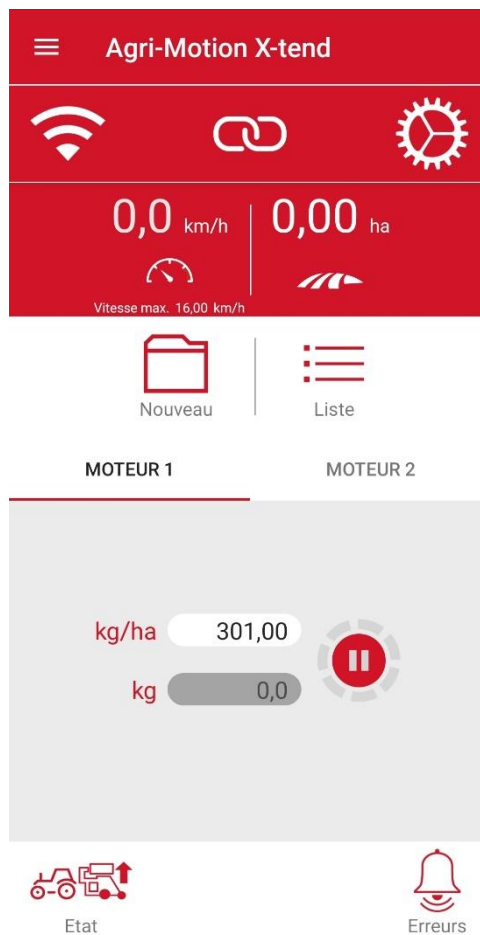 Agri-Motion X-tend
0,0 km/h 0,00 ha
Vitesse max. 16,00 km/h
Nouveau Liste
MOTEUR 1 MOTEUR 2
kg/ha 301,00
kg 0,0
Etat Erreurs